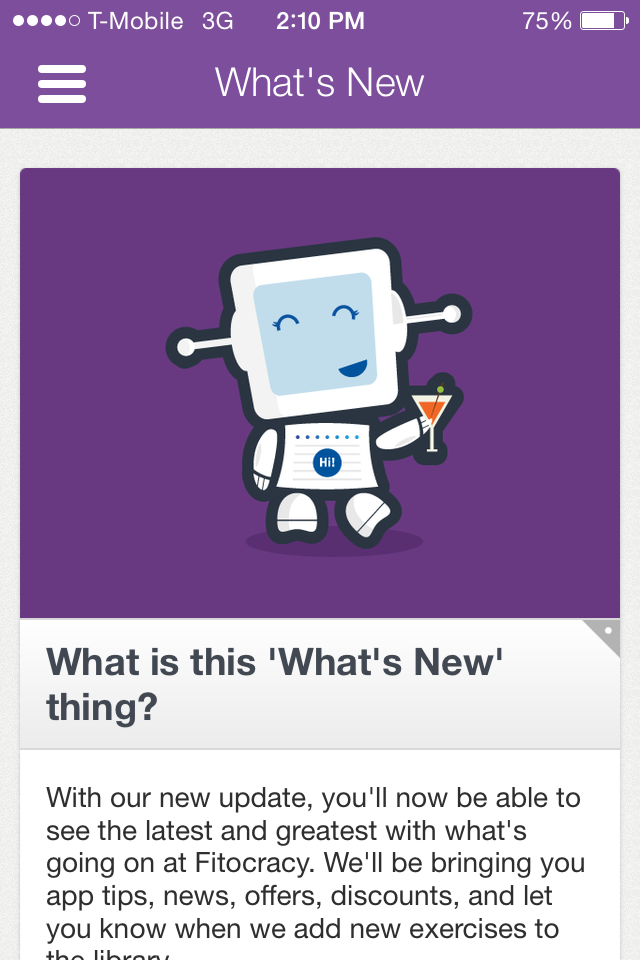 T-Mobile 3G 2:10 PM 75%
What's New
Hi!
What is this 'What's New'
thing?
With our new update, you'll now be able to
see the latest and greatest with what's
going on at Fitocracy. We'll be bringing you
app tips, news, offers, discounts, and let
you know when we add new exercises to
the library